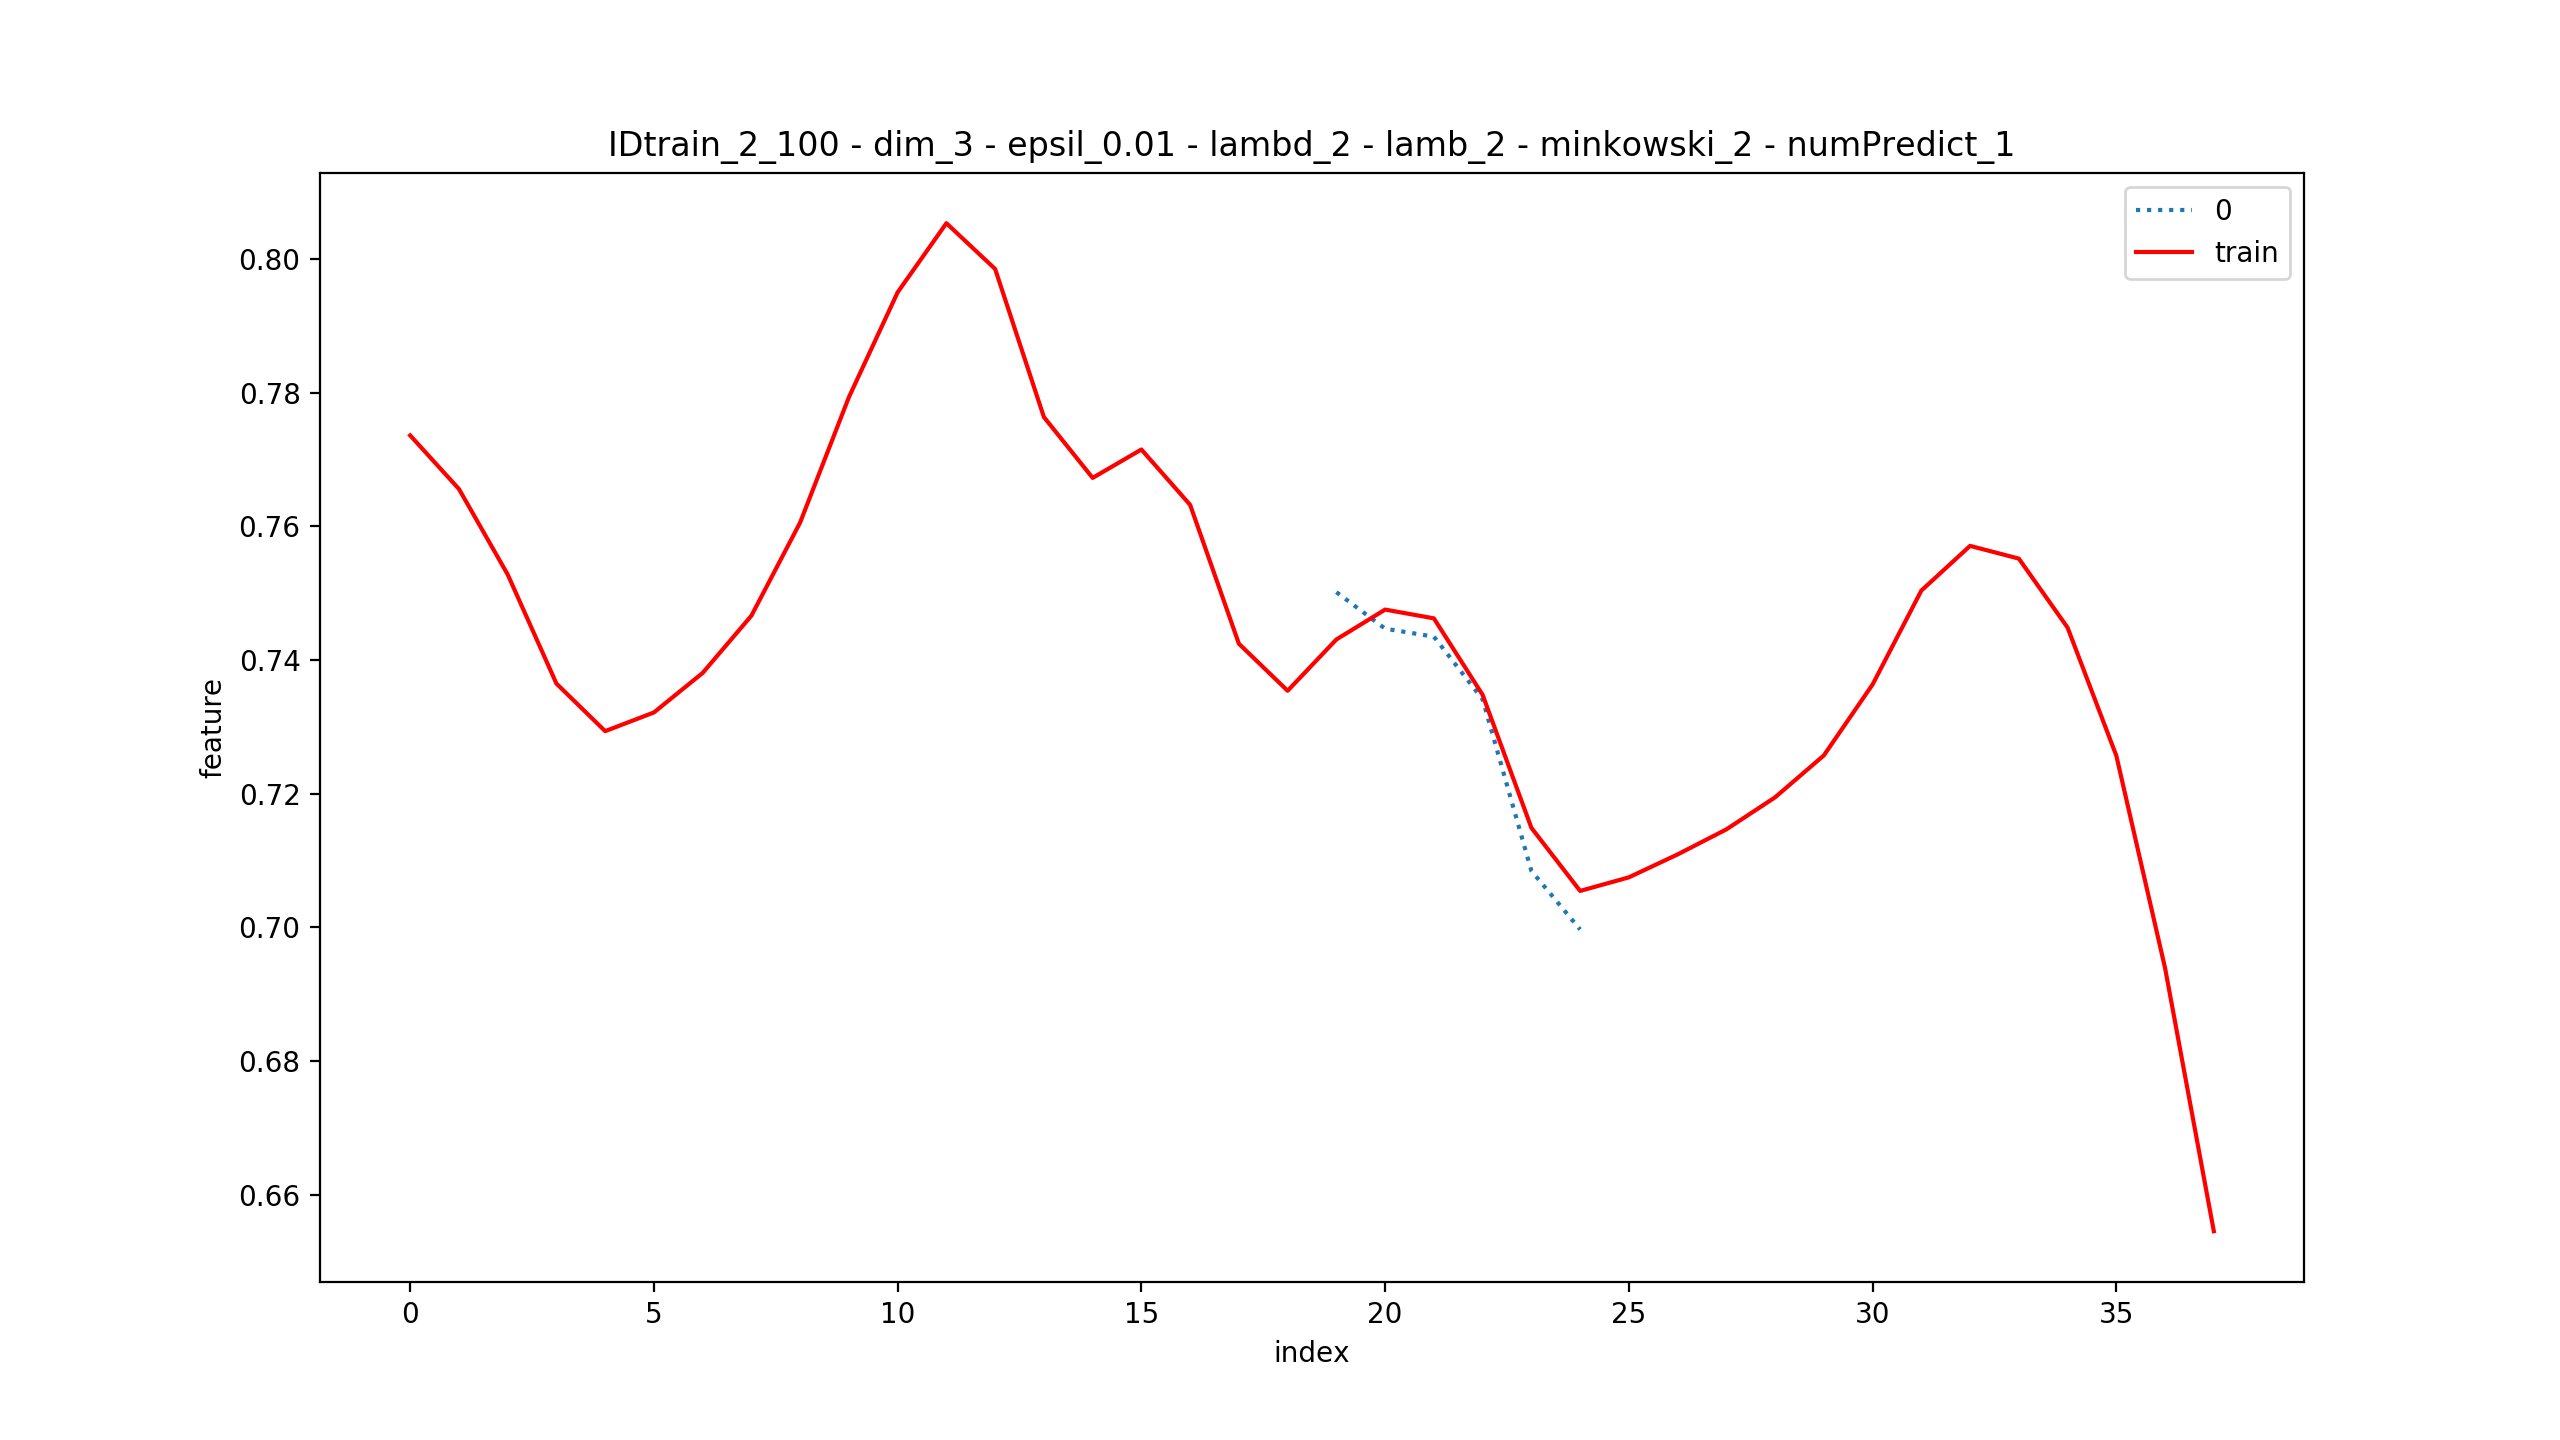 IDtrain_2_100 - dim_3 - epsil_0.01 - lambd_2 - lamb_2 - minkowski_2 - numPredict_1
0
train
0.80
0.78
0.76
0.74
0.72
0.70
0.68
0.66
feature
0 5 10 15 20 25 30 35
index